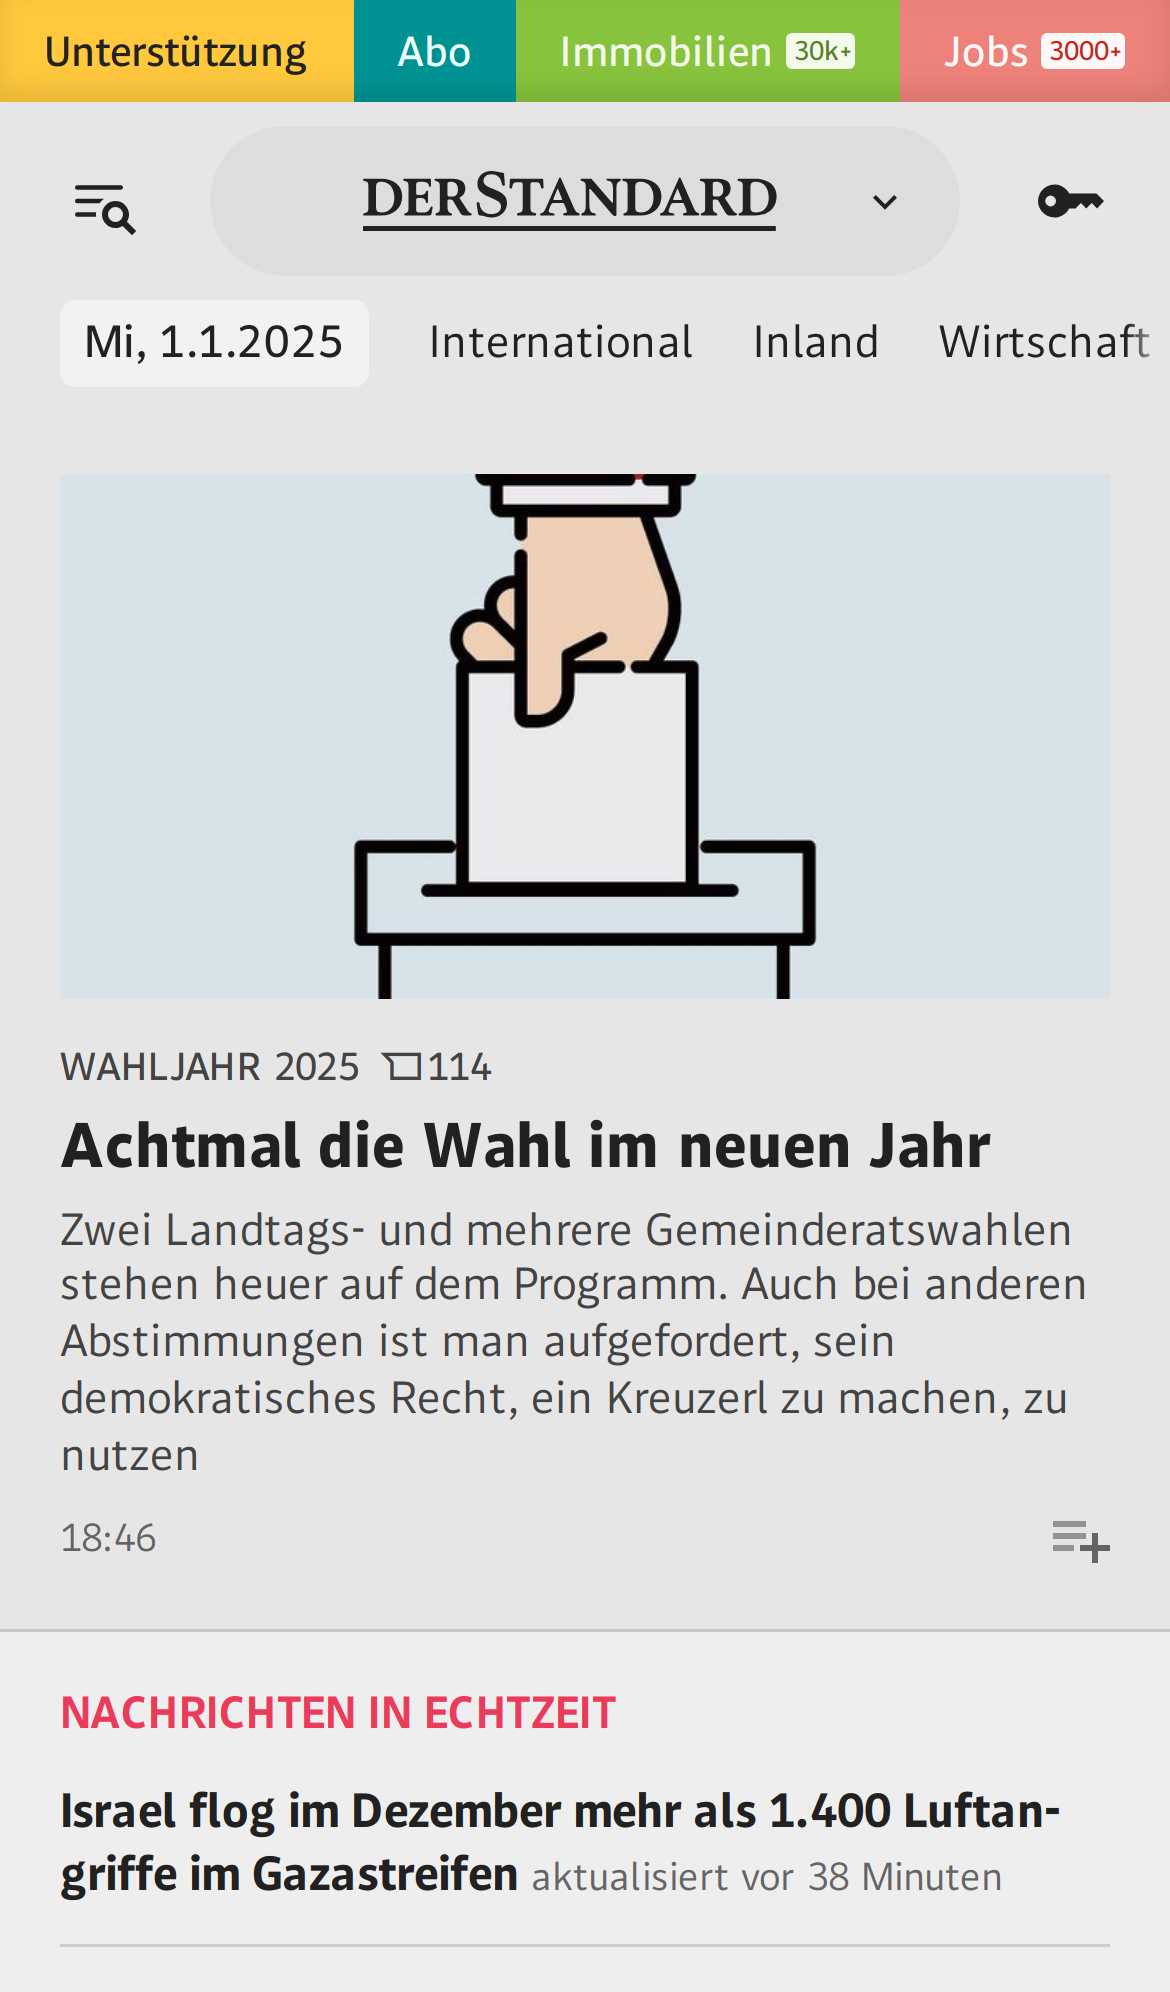 Unterstützung Abo Immobilien 30k+ Jobs 3000+
DERSTANDARD
Mi, 1.1.2025 International Inland Wirtschaft
WAHLJAHR 2025 114
Achtmal die Wahl im neuen Jahr
Zwei Landtags- und mehrere Gemeinderatswahlen
stehen heuer auf dem Programm. Auch bei anderen
Abstimmungen ist man aufgefordert, sein
demokratisches Recht, ein Kreuzerl zu machen, zu
nutzen
18:46
NACHRICHTEN IN ECHTZEIT
Israel flog im Dezember mehr als 1.400 Luftan-
griffe im Gazastreifen aktualisiert vor 38 Minuten